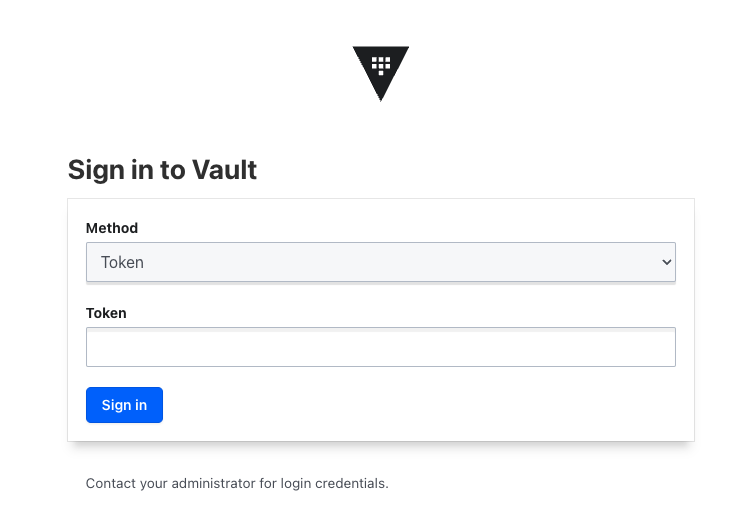 Sign in to Vault
Method
Token
Token
Sign in
Contact your administrator for login credentials.